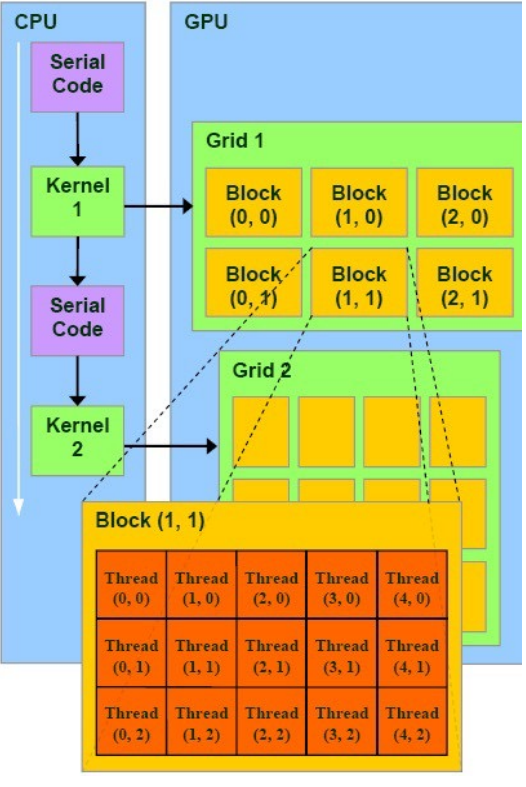 CPU
GPU
Serial
Code
Kernel
1
Serial
Code
Kernel
2
Grid 1
Block
(0, 0)
Block
(1, 0)
Block
(2, 0)
Block
(0, 1)
Block
(1, 1)
Block
(2, 1)
Grid 2
Block (1, 1)
Thread
(0, 0)
Thread
(1, 0)
Thread
(2, 0)
Thread
(3, 0)
Thread
(4, 0)
Thread
(0, 1)
Thread
(1, 1)
Thread
(2, 1)
Thread
(3, 1)
Thread
(4, 1)
Thread
(0, 2)
Thread
(1, 2)
Thread
(2, 2)
Thread
(3, 2)
Thread
(4, 2)